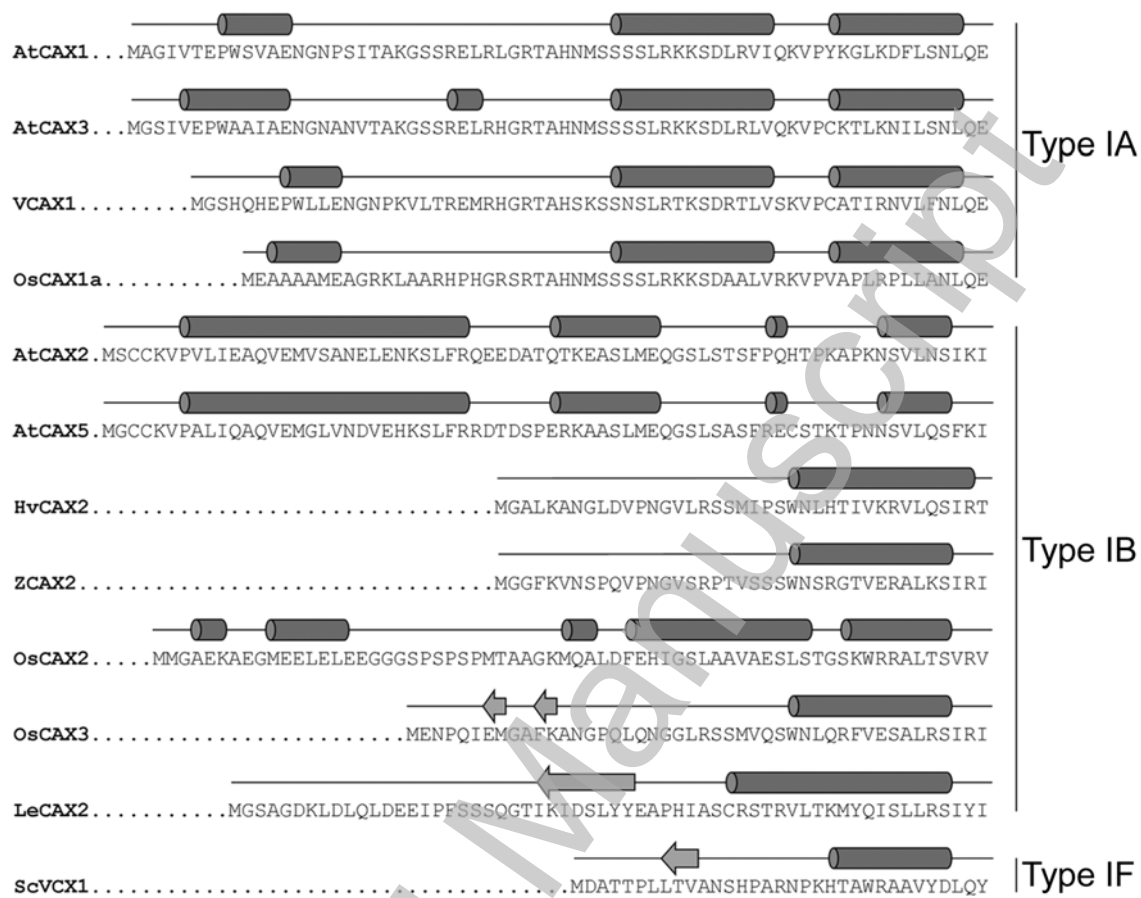 AtCAX1...MAGIVTEPWSVAENGNPSITAKGSSRELRLGRTAHNMSSSSLRKKSDLRVIQKVPYKGLKDFLSNLQE
AtCAX3...MGSIVEPWAAIAENGNANVTAKGSSRELRHGRTAHNMSSSSLRKKSDLRLVQKVPCKTLKNILSNLQE
Type IA
VCAX1.........MGSHQHEPWLLENGNPKVLTREMRHGRTAHSKSSNSLRTKSDRTLVSKVPCATIRNVLFNLQE
OsCAX1a...........MEAAAAMEAGRKLAARHPHGRSRTAHNMSSSSLRKKSDAALVRKVPVAPLRPLLANLQE
AtCAX2.MSCCKVPVLIEAQVEMVSANELENKSLFRQEEDATQTKEASLMEQGSLSTSFPQHTPKAPKNSVLNSIKI
AtCAX5.MGCCKVPALIQAQVEMGLVNDVEHKSLFRRDTDSPERKAASLMEQGSLSASFRECSTKTPNNSVLQSFKI
HvCAX2.................................MGALKANGLDVPNGVLRSSMIPSWNLHTIVKRVLQSIRT
Type IB
ZCAX2..................................MGGFKVNSPQVPNGVSRPTVSSSWNSRGTVERALKSIRI
OsCAX2.....MMGAEKAEGMEELELEEGGGSPSPSPMTAAGKMQALDFEHIGSLAAVAESLSTGSKWRRALTSVRV
OsCAX3...........................MENPQIEMGAFKANGPQLQNGGLRSSMVQSWNLQRFVESALRSIRI
LeCAX2............MGSAGDKLDLQLDEEIPFSSSQGTIKIDSLYYEAPHIASCRSTRVLTKMYQISLLRSIYI
ScVCX1.........................................MDATTPLLTVANSHPARNPKHTAWRAAVYDLQY
Type IF
Manuscript